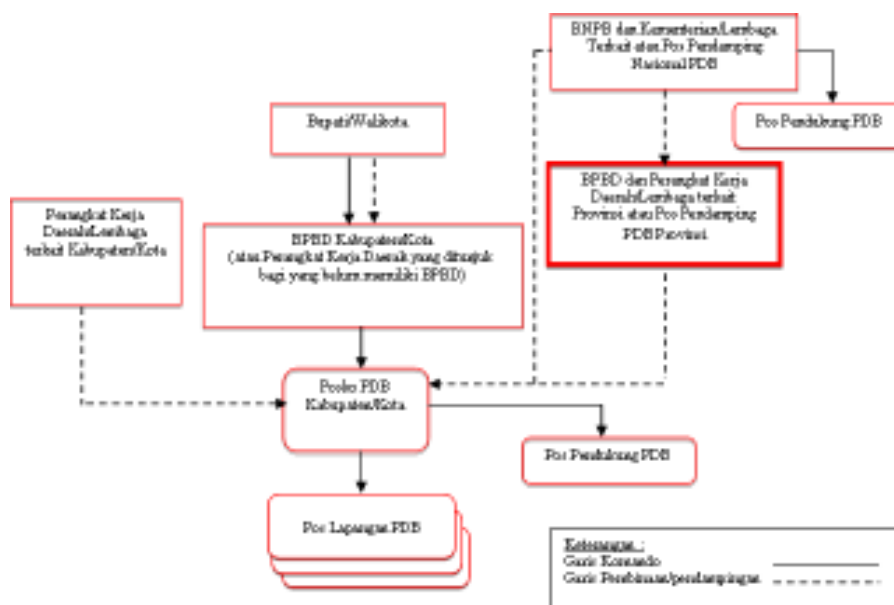 BNPB dan Kementerian/Lembaga
Terkait atau Pos Pendamping
Nasional PDB
Pos Pendukung PDB
Bupati/Walikota
BPBD dan Perangkat Kerja
Daerah/Lembaga terkait
Provinsi atau Pos Pendamping
PDB Provinsi
Perangkat Kerja
Daerah/Lembaga
terkait Kabupaten/Kota
BPBD Kabupaten/Kota
(atau Perangkat Kerja Daerah yang ditunjuk
bagi yang belum memiliki BPBD)
Posko PDB
Kabupaten/Kota
Pos Pendukung PDB
Pos Lapangan PDB
Keterangan :
Garis Komando
Garis Pembinaan/pendampingan